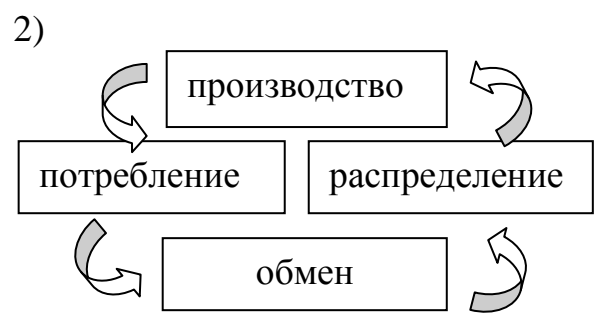 2)
производство
потребление
распределение
обмен